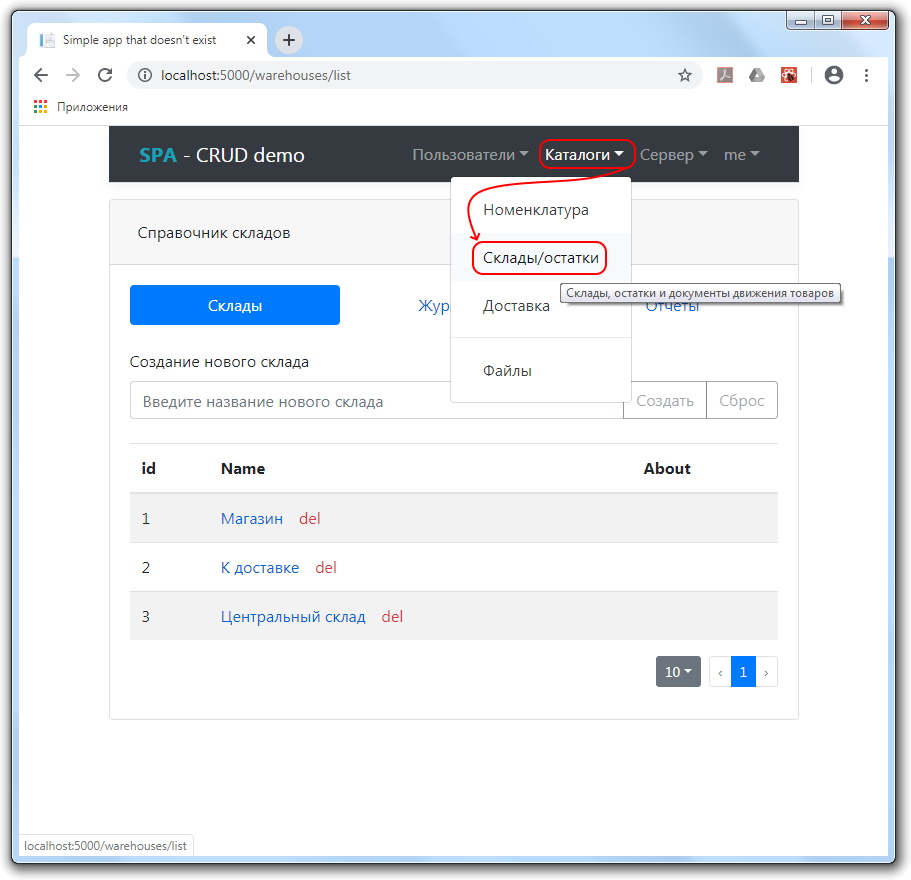 Simple app that doesn't exist
localhost:5000/warehouses/list
Приложения
SPA - CRUD demo Пользователи Каталоги Сервер me
Номенклатура
Справочник складов
Склады/остатки
Склады, остатки и документы движения товаров
Склады Жур Доставка Отчеты
Создание нового склада
Файлы
Введите название нового склада Создать Сброс
id Name About
1 Магазин del
2 К доставке del
3 Центральный склад del
10 ‹ 1 ›
localhost:5000/warehouses/list